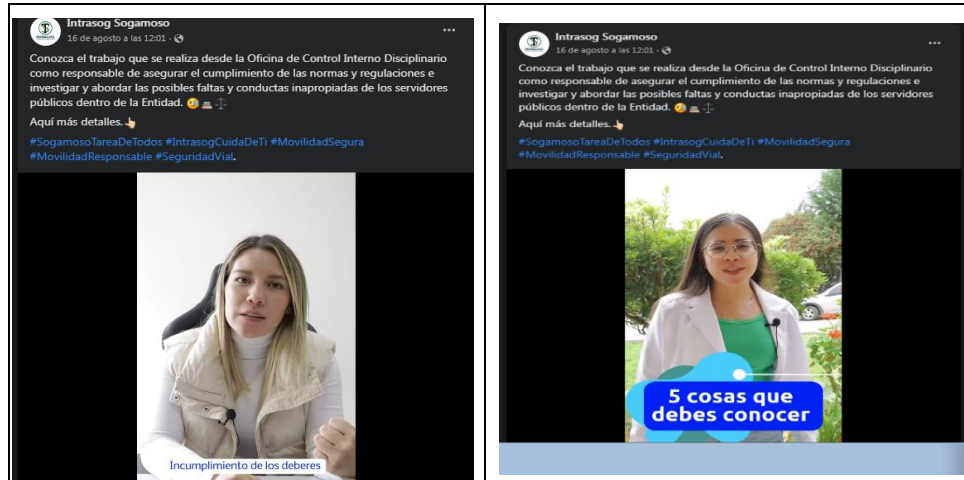 Intrasog Sogamoso
16 de agosto a las 12:01 ·
Conozca el trabajo que se realiza desde la Oficina de Control Interno Disciplinario
como responsable de asegurar el cumplimiento de las normas y regulaciones e
investigar y abordar las posibles faltas y conductas inapropiadas de los servidores
públicos dentro de la Entidad.
Aquí más detalles.
#SogamosoTareaDeTodos #IntrasogCuidaDeTi #MovilidadSegura
#MovilidadResponsable #SeguridadVial.
Incumplimiento de los deberes
Intrasog Sogamoso
16 de agosto a las 12:01 ·
Conozca el trabajo que se realiza desde la Oficina de Control Interno Disciplinario
como responsable de asegurar el cumplimiento de las normas y regulaciones e
investigar y abordar las posibles faltas y conductas inapropiadas de los servidores
públicos dentro de la Entidad.
Aquí más detalles.
#SogamosoTareaDeTodos #IntrasogCuidaDeTi #MovilidadSegura
#MovilidadResponsable #SeguridadVial.
5 cosas que
debes conocer